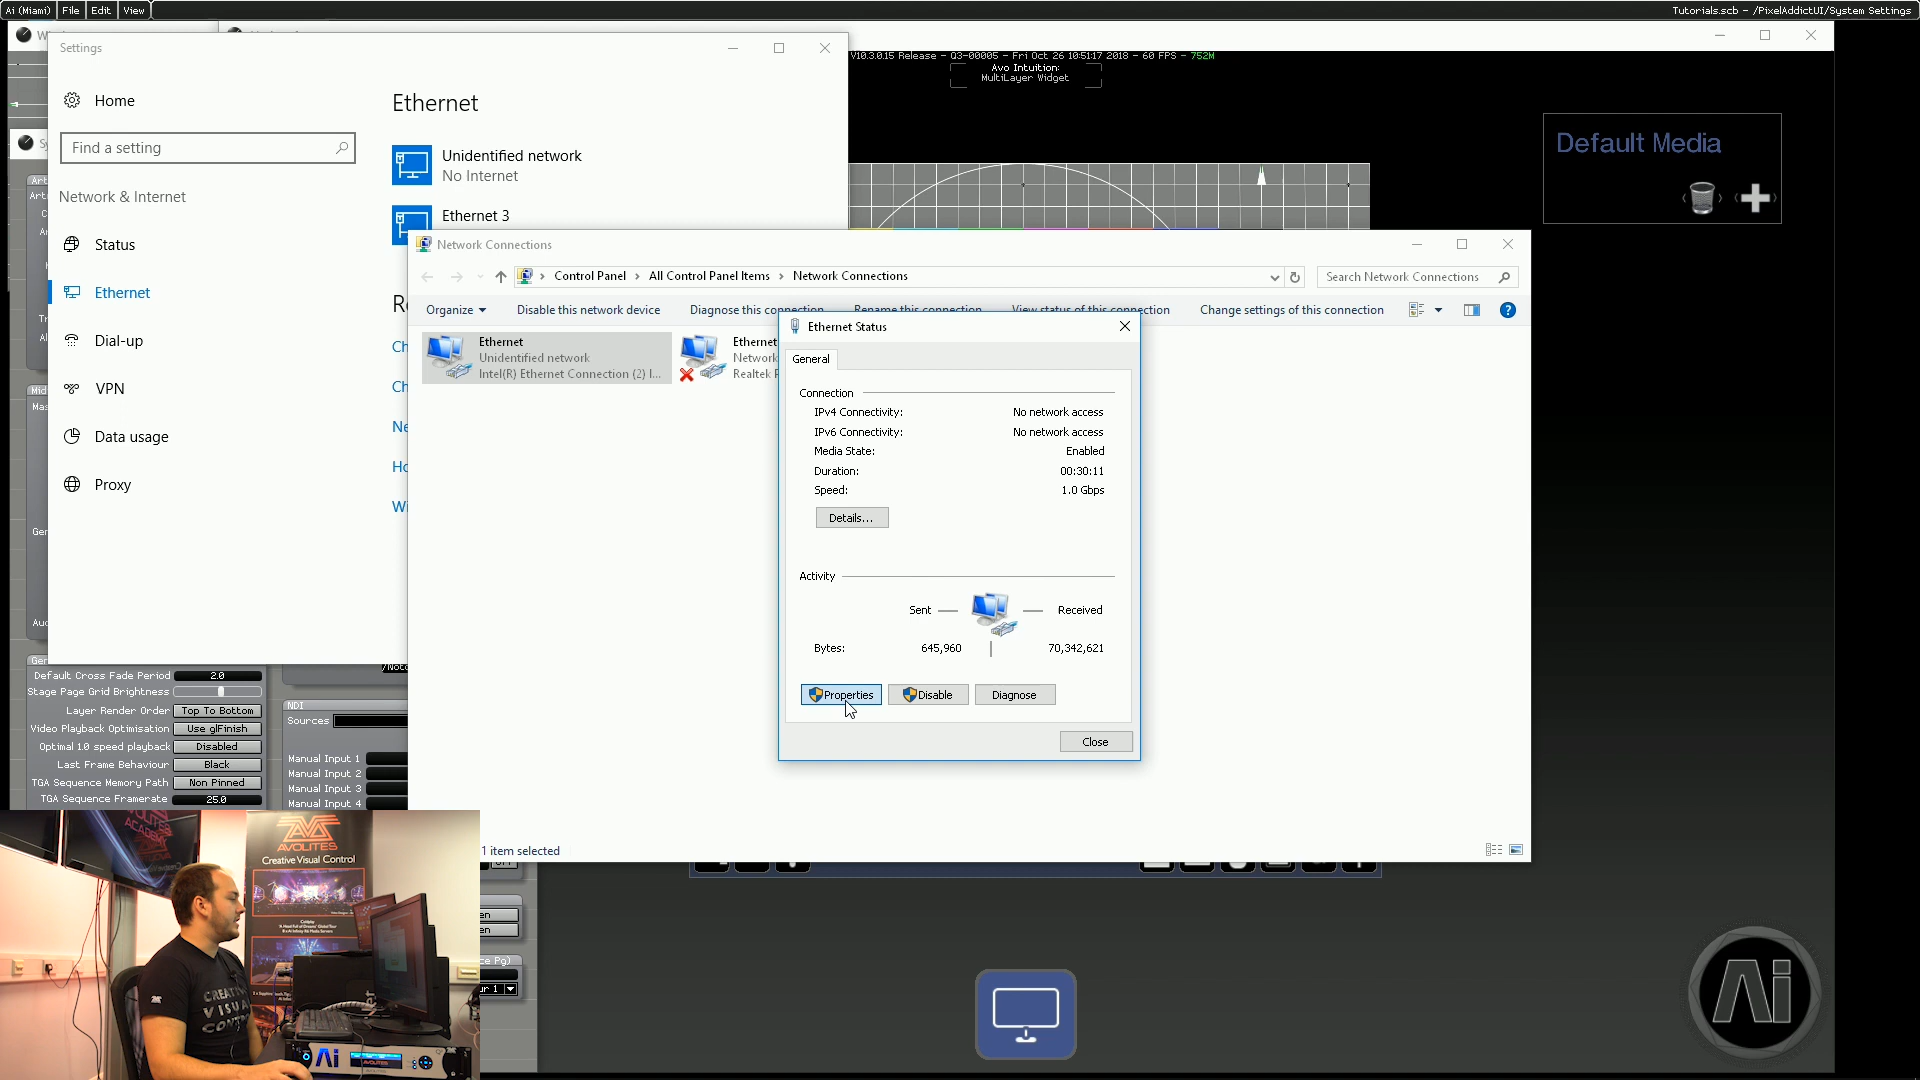 Ai (Miami) File Edit View
Tutorials.scb - /PixelAddictUI/System Settings
Settings
V10.3.0.15 Release - Q3-00005 - Fri Oct 26 10:51:17 2018 - 60 FPS - 752M
Avo Intuition:
MultiLayer Widget
Home
Ethernet
Find a setting
Unidentified network
No Internet
Network & Internet
Ethernet 3
Default Media
Status
Ethernet
Dial-up
VPN
Data usage
Proxy
Network Connections
Control Panel > All Control Panel Items > Network Connections
Search Network Connections
Organize
Disable this network device
Diagnose this connection
Rename this connection
View status of this connection
Change settings of this connection
Ethernet
Unidentified network
Intel(R) Ethernet Connection (2) I...
Ethernet
Network
Realtek
Ethernet Status
General
Connection
IPv4 Connectivity: No network access
IPv6 Connectivity: No network access
Media State: Enabled
Duration: 00:30:11
Speed: 1.0 Gbps
Details...
Activity
Sent
Received
Bytes: 645,960 70,342,621
Properties
Disable
Diagnose
Close
1 item selected
Default Cross Fade Period 2.0
Stage Page Grid Brightness
Layer Render Order Top To Bottom
Video Playback Optimisation Use glFinish
Optimal 1.0 speed playback Disabled
Last Frame Behaviour Black
TGA Sequence Memory Path Non Pinned
TGA Sequence Framerate 25.0
NDI
Sources
Manual Input 1
Manual Input 2
Manual Input 3
Manual Input 4
AVOLITES
Creative Visual Control
Ai
Ai